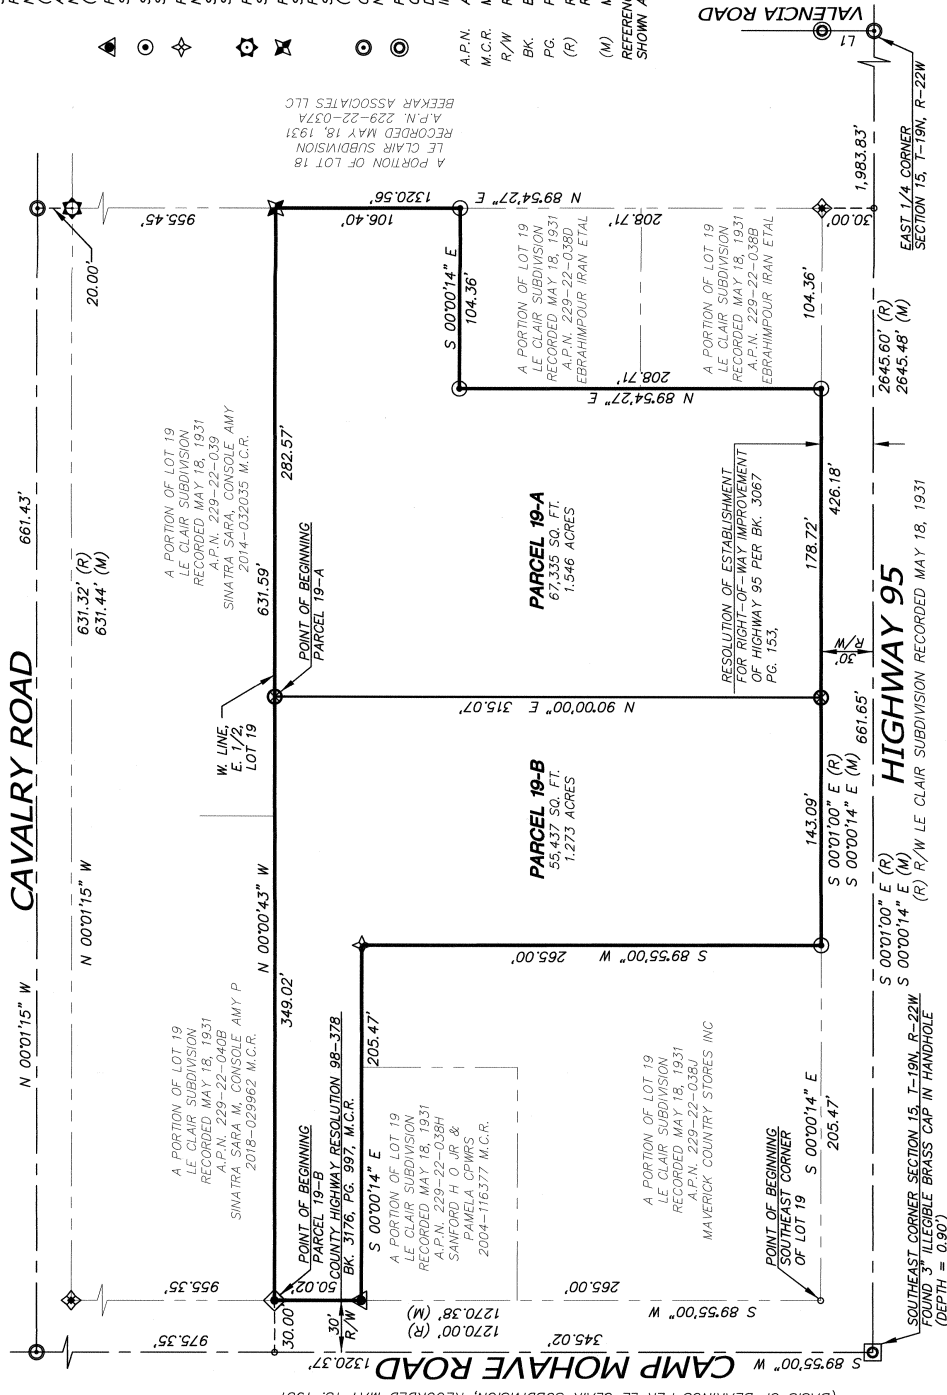 CAVALRY ROAD
N 00°01'15" W
661.43'
N 00°01'15" W
631.32' (R)
631.44' (M)
20.00'
955.45'
955.35'
975.35'
A PORTION OF LOT 19
LE CLAIR SUBDIVISION
RECORDED MAY 18, 1931
A.P.N. 229-22-040B
SINATRA SARA M, CONSOLE AMY P
2018-029962 M.C.R.
A PORTION OF LOT 19
LE CLAIR SUBDIVISION
RECORDED MAY 18, 1931
A.P.N. 229-22-039
SINATRA SARA, CONSOLE AMY
2014-032035 M.C.R.
A PORTION OF LOT 18
LE CLAIR SUBDIVISION
RECORDED MAY 18, 1931
A.P.N. 229-22-037A
BEEKAR ASSOCIATES LLC
W. LINE,
E. 1/2,
LOT 19
N 00°00'43" W
631.59'
349.02'
282.57'
POINT OF BEGINNING
PARCEL 19-B
POINT OF BEGINNING
PARCEL 19-A
COUNTY HIGHWAY RESOLUTION 98-378
BK. 3176, PG. 997, M.C.R.
50.02'
30.00'
30'
R/W
S 00°00'14" E
205.47'
A PORTION OF LOT 19
LE CLAIR SUBDIVISION
RECORDED MAY 18, 1931
A.P.N. 229-22-038H
SANFORD H O JR &
PAMELA CPWRS
2004-116377 M.C.R.
A PORTION OF LOT 19
LE CLAIR SUBDIVISION
RECORDED MAY 18, 1931
A.P.N. 229-22-038J
MAVERICK COUNTRY STORES INC
S 89°55'00" W
265.00'
S 89°55'00" W
265.00'
PARCEL 19-B
55,437 SQ. FT.
1.273 ACRES
N 90°00'00" E
315.07'
PARCEL 19-A
67,335 SQ. FT.
1.546 ACRES
S 00°00'14" E
104.36'
106.40'
1320.56'
N 89°54'27" E
208.71'
N 89°54'27" E
208.71'
A PORTION OF LOT 19
LE CLAIR SUBDIVISION
RECORDED MAY 18, 1931
A.P.N. 229-22-038D
EBRAHIMPOUR IRAN ETAL
A PORTION OF LOT 19
LE CLAIR SUBDIVISION
RECORDED MAY 18, 1931
A.P.N. 229-22-038B
EBRAHIMPOUR IRAN ETAL
104.36'
30.00'
RESOLUTION OF ESTABLISHMENT
FOR RIGHT-OF-WAY IMPROVEMENT
OF HIGHWAY 95 PER BK. 3067
PG. 153,
POINT OF BEGINNING
SOUTHEAST CORNER
OF LOT 19
S 00°00'14" E
205.47'
143.09'
178.72'
426.18'
S 00°01'00" E (R)
S 00°00'14" E (M)
661.65'
30'
R/W
1270.00' (R)
1270.38' (M)
1320.37'
345.02'
S 89°55'00" W
CAMP MOHAVE ROAD
HIGHWAY 95
S 00°01'00" E (R)
S 00°00'14" E (M)
(R) R/W LE CLAIR SUBDIVISION RECORDED MAY 18, 1931
2645.60' (R)
2645.48' (M)
1,983.83'
SOUTHEAST CORNER SECTION 15, T-19N, R-22W
FOUND 3" ILLEGIBLE BRASS CAP IN HANDHOLE
(DEPTH = 0.90')
EAST 1/4 CORNER
SECTION 15, T-19N, R-22W
VALENCIA ROAD
L1
A.P.N.
M.C.R.
R/W
BK.
PG.
(R)
(M)
SHOWN